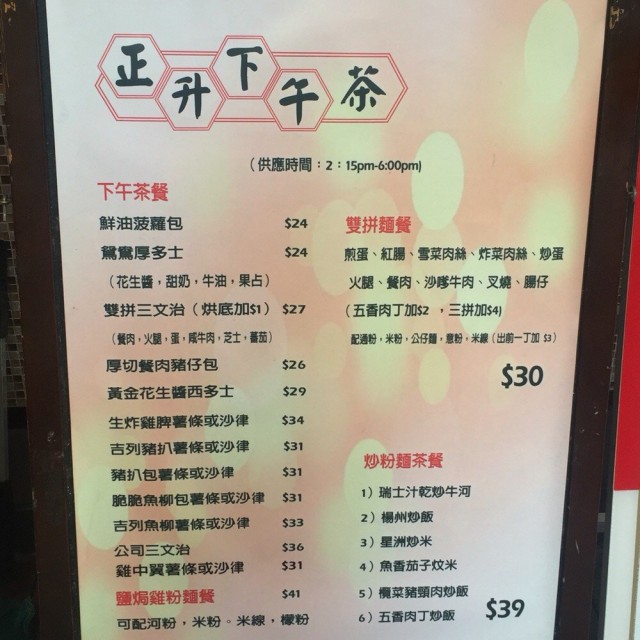 正升下午茶
(供應時間：2：15pm-6:00pm)
下午茶餐
鮮油菠蘿包 $24
鴛鴦厚多士 $24
(花生醬，甜奶，牛油，果占)
雙拼三文治（烘底加$1） $27
(餐肉，火腿，蛋，咸牛肉，芝士，番茄)
厚切餐肉豬仔包 $26
黃金花生醬西多士 $29
生炸雞脾薯條或沙律 $34
吉列豬扒薯條或沙律 $31
豬扒包薯條或沙律 $31
脆脆魚柳包薯條或沙律 $31
吉列魚柳薯條或沙律 $33
公司三文治 $36
雞中翼薯條或沙律 $31
鹽焗雞粉麵餐 $41
可配河粉，米粉。米線，檬粉
雙拼麵餐
煎蛋、紅腸、雪菜肉絲、炸菜肉絲、炒蛋
火腿、餐肉、沙嗲牛肉、叉燒、腸仔
(五香肉丁加$2 ，三拼加$4)
配通粉，米粉，公仔麵，意粉，米線（出前一丁加 $3）
$30
炒粉麵茶餐
1）瑞士汁乾炒牛河
2）楊州炒飯
3）星洲炒米
4）魚香茄子炆米
5）欖菜豬頸肉炒飯
6）五香肉丁炒飯
$39